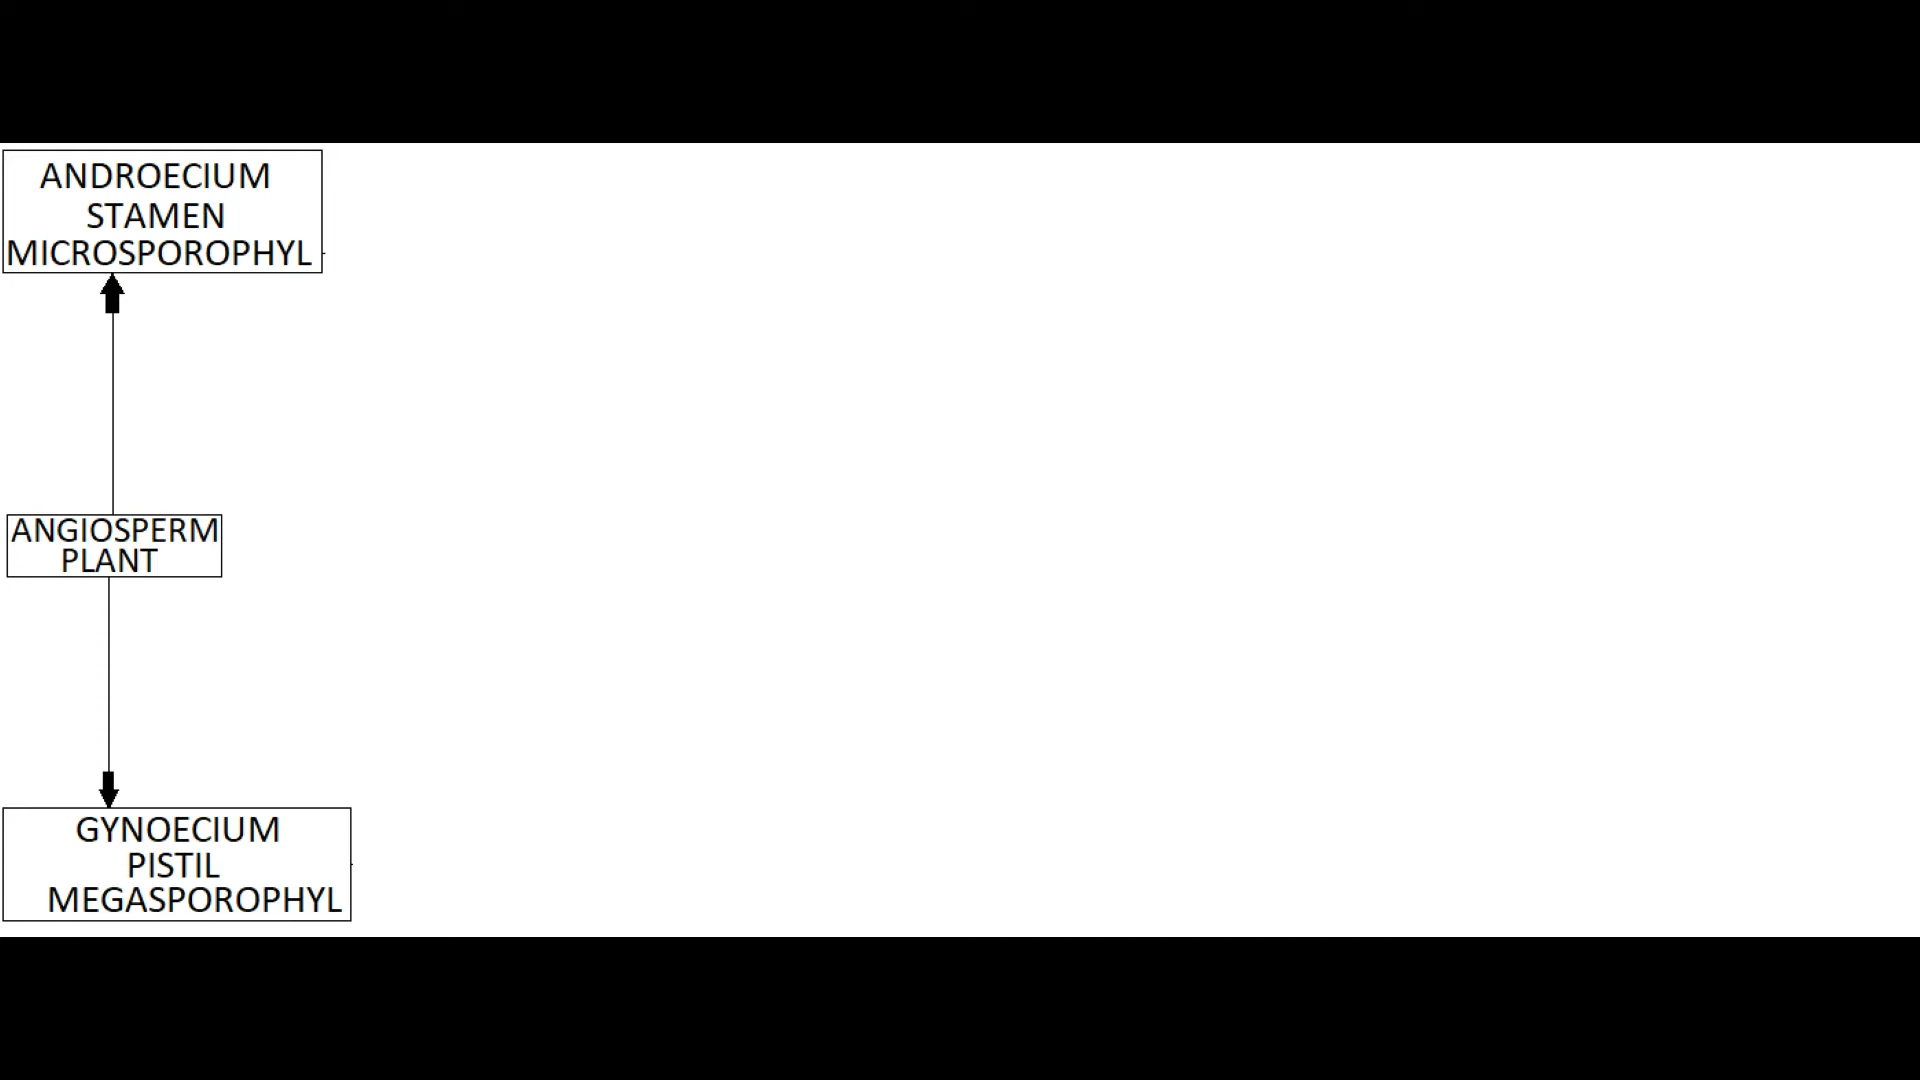 ANDROECIUM
STAMEN
MICROSPOROPHYL
ANGIOSPERM
PLANT
GYNOECIUM
PISTIL
MEGASPOROPHYL